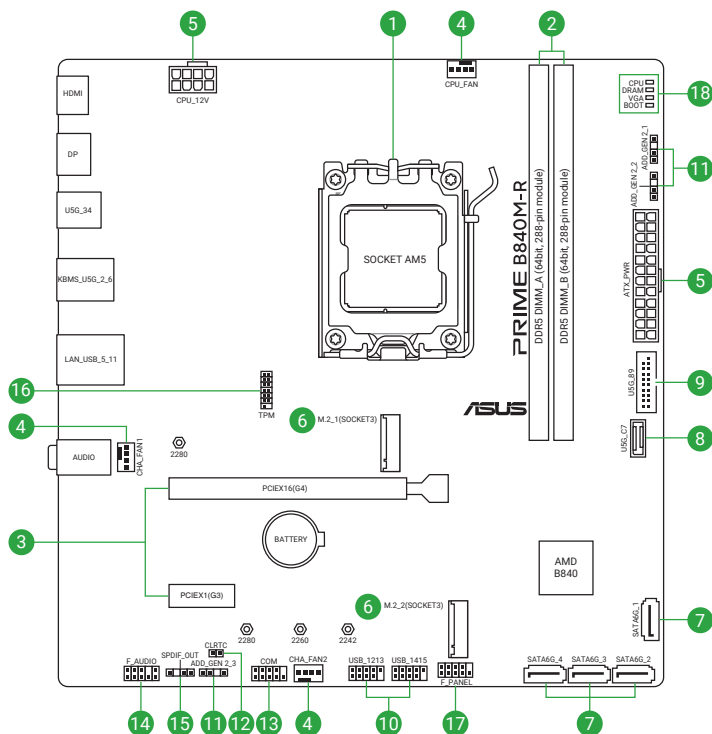 5
1
4
2
CPU_12V
CPU_FAN
HDMI
DP
U5G_34
KBMS_U5G_2_6
LAN_USB_5_11
AUDIO
SOCKET AM5
PRIME B840M-R
DDR5 DIMM_A (64bit, 288-pin module)
DDR5 DIMM_B (64bit, 288-pin module)
CPU
DRAM
VGA
BOOT
18
ADD_GEN 2_1
ADD_GEN 2_2
11
ATX_PWR
5
U5G_89
9
U5G_C7
8
16
TPM
ASUS
6
M.2_1(SOCKET3)
4
CHA_FAN1
2280
PCIEX16(G4)
3
BATTERY
AMD
B840
PCIEX1(G3)
6
M.2_2(SOCKET3)
SATA6G_1
7
2280
2260
2242
CLRTC
SPDIF_OUT
F_AUDIO
ADD_GEN 2_3
COM
CHA_FAN2
USB_1213
USB_1415
F_PANEL
SATA6G_4
SATA6G_3
SATA6G_2
14
15
11
12
13
4
10
17
7